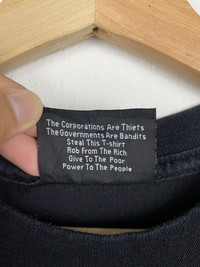 The Corporations Are Thiefs
The Governments Are Bandits
Steal This T-shirt
Rob From The Rich
Give To The Poor
Power To The People